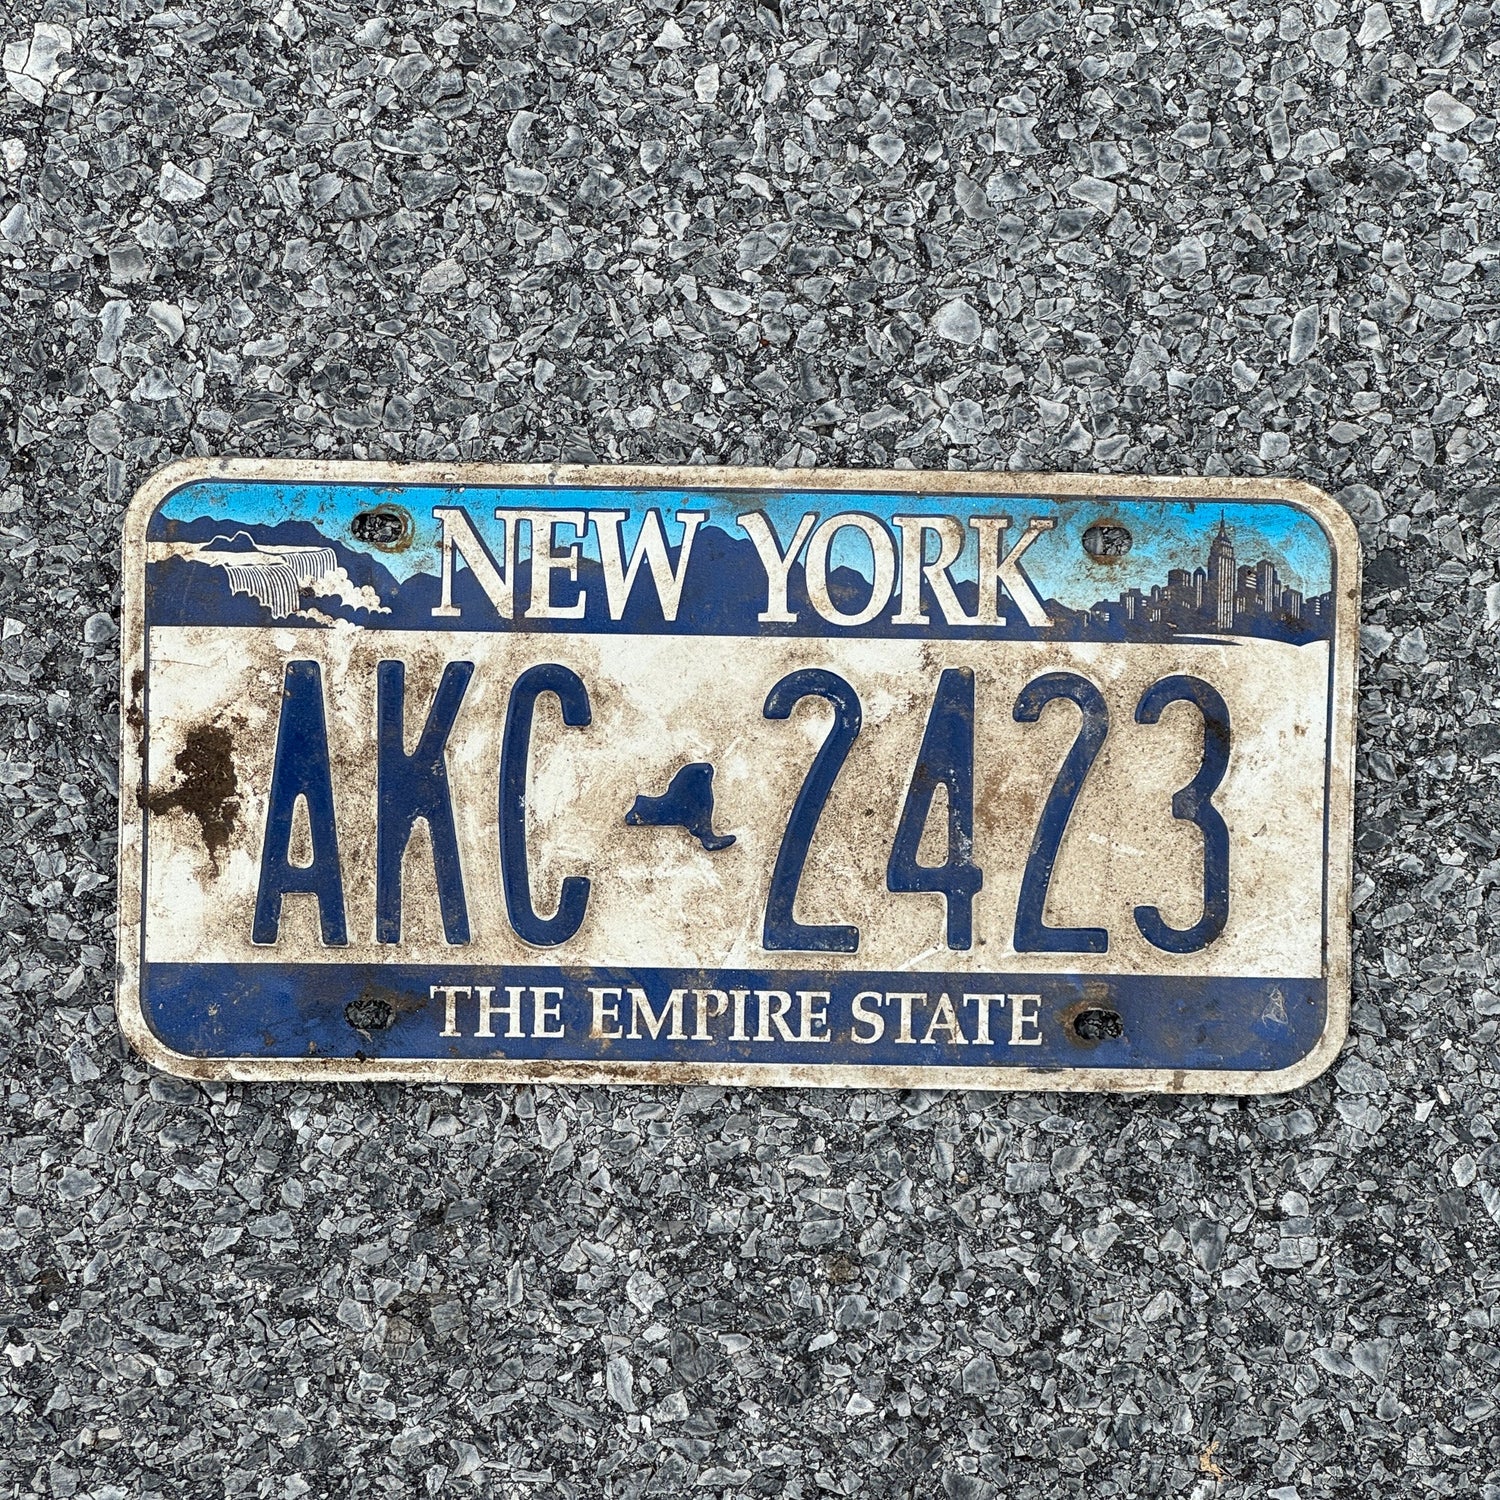 NEW YORK
AKC 2423
THE EMPIRE STATE